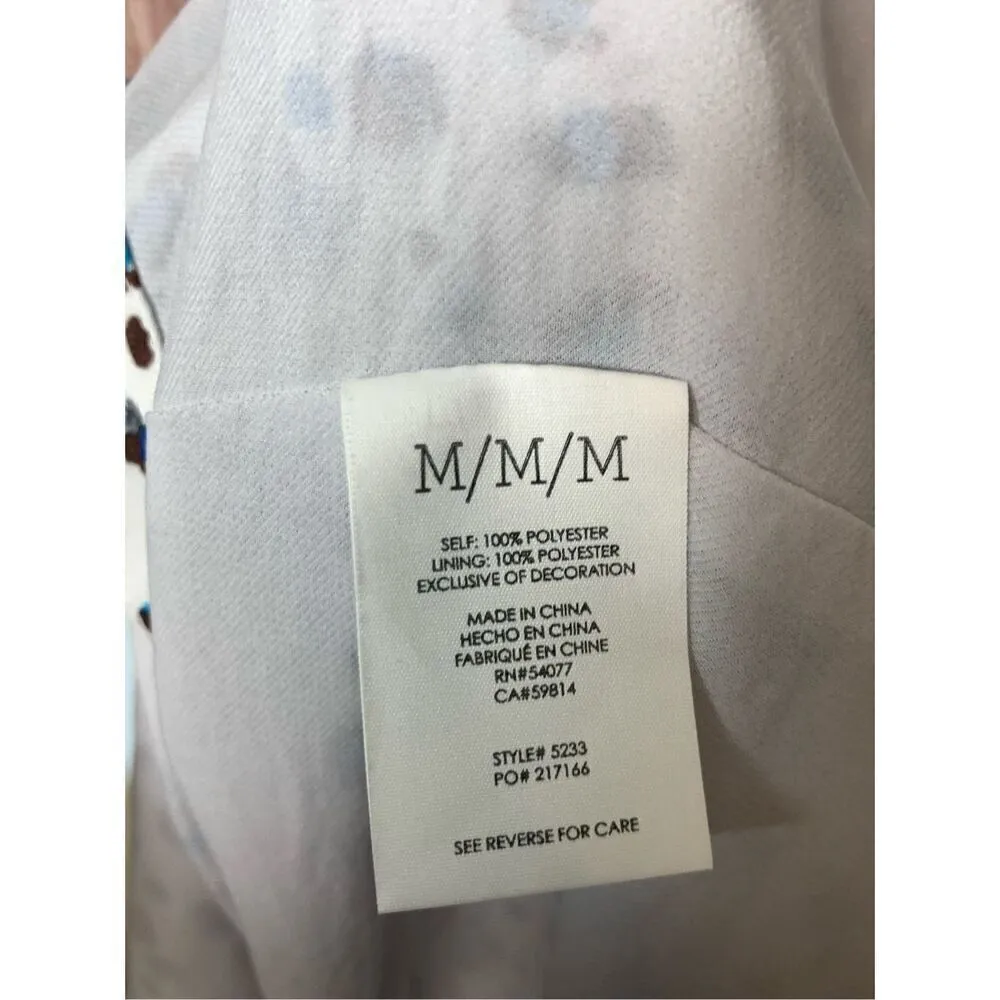 M/M/M
SELF: 100% POLYESTER
LINING: 100% POLYESTER
EXCLUSIVE OF DECORATION
MADE IN CHINA
HECHO EN CHINA
FABRIQUÉ EN CHINE
RN#54077
CA#59814
STYLE# 5233
PO# 217166
SEE REVERSE FOR CARE